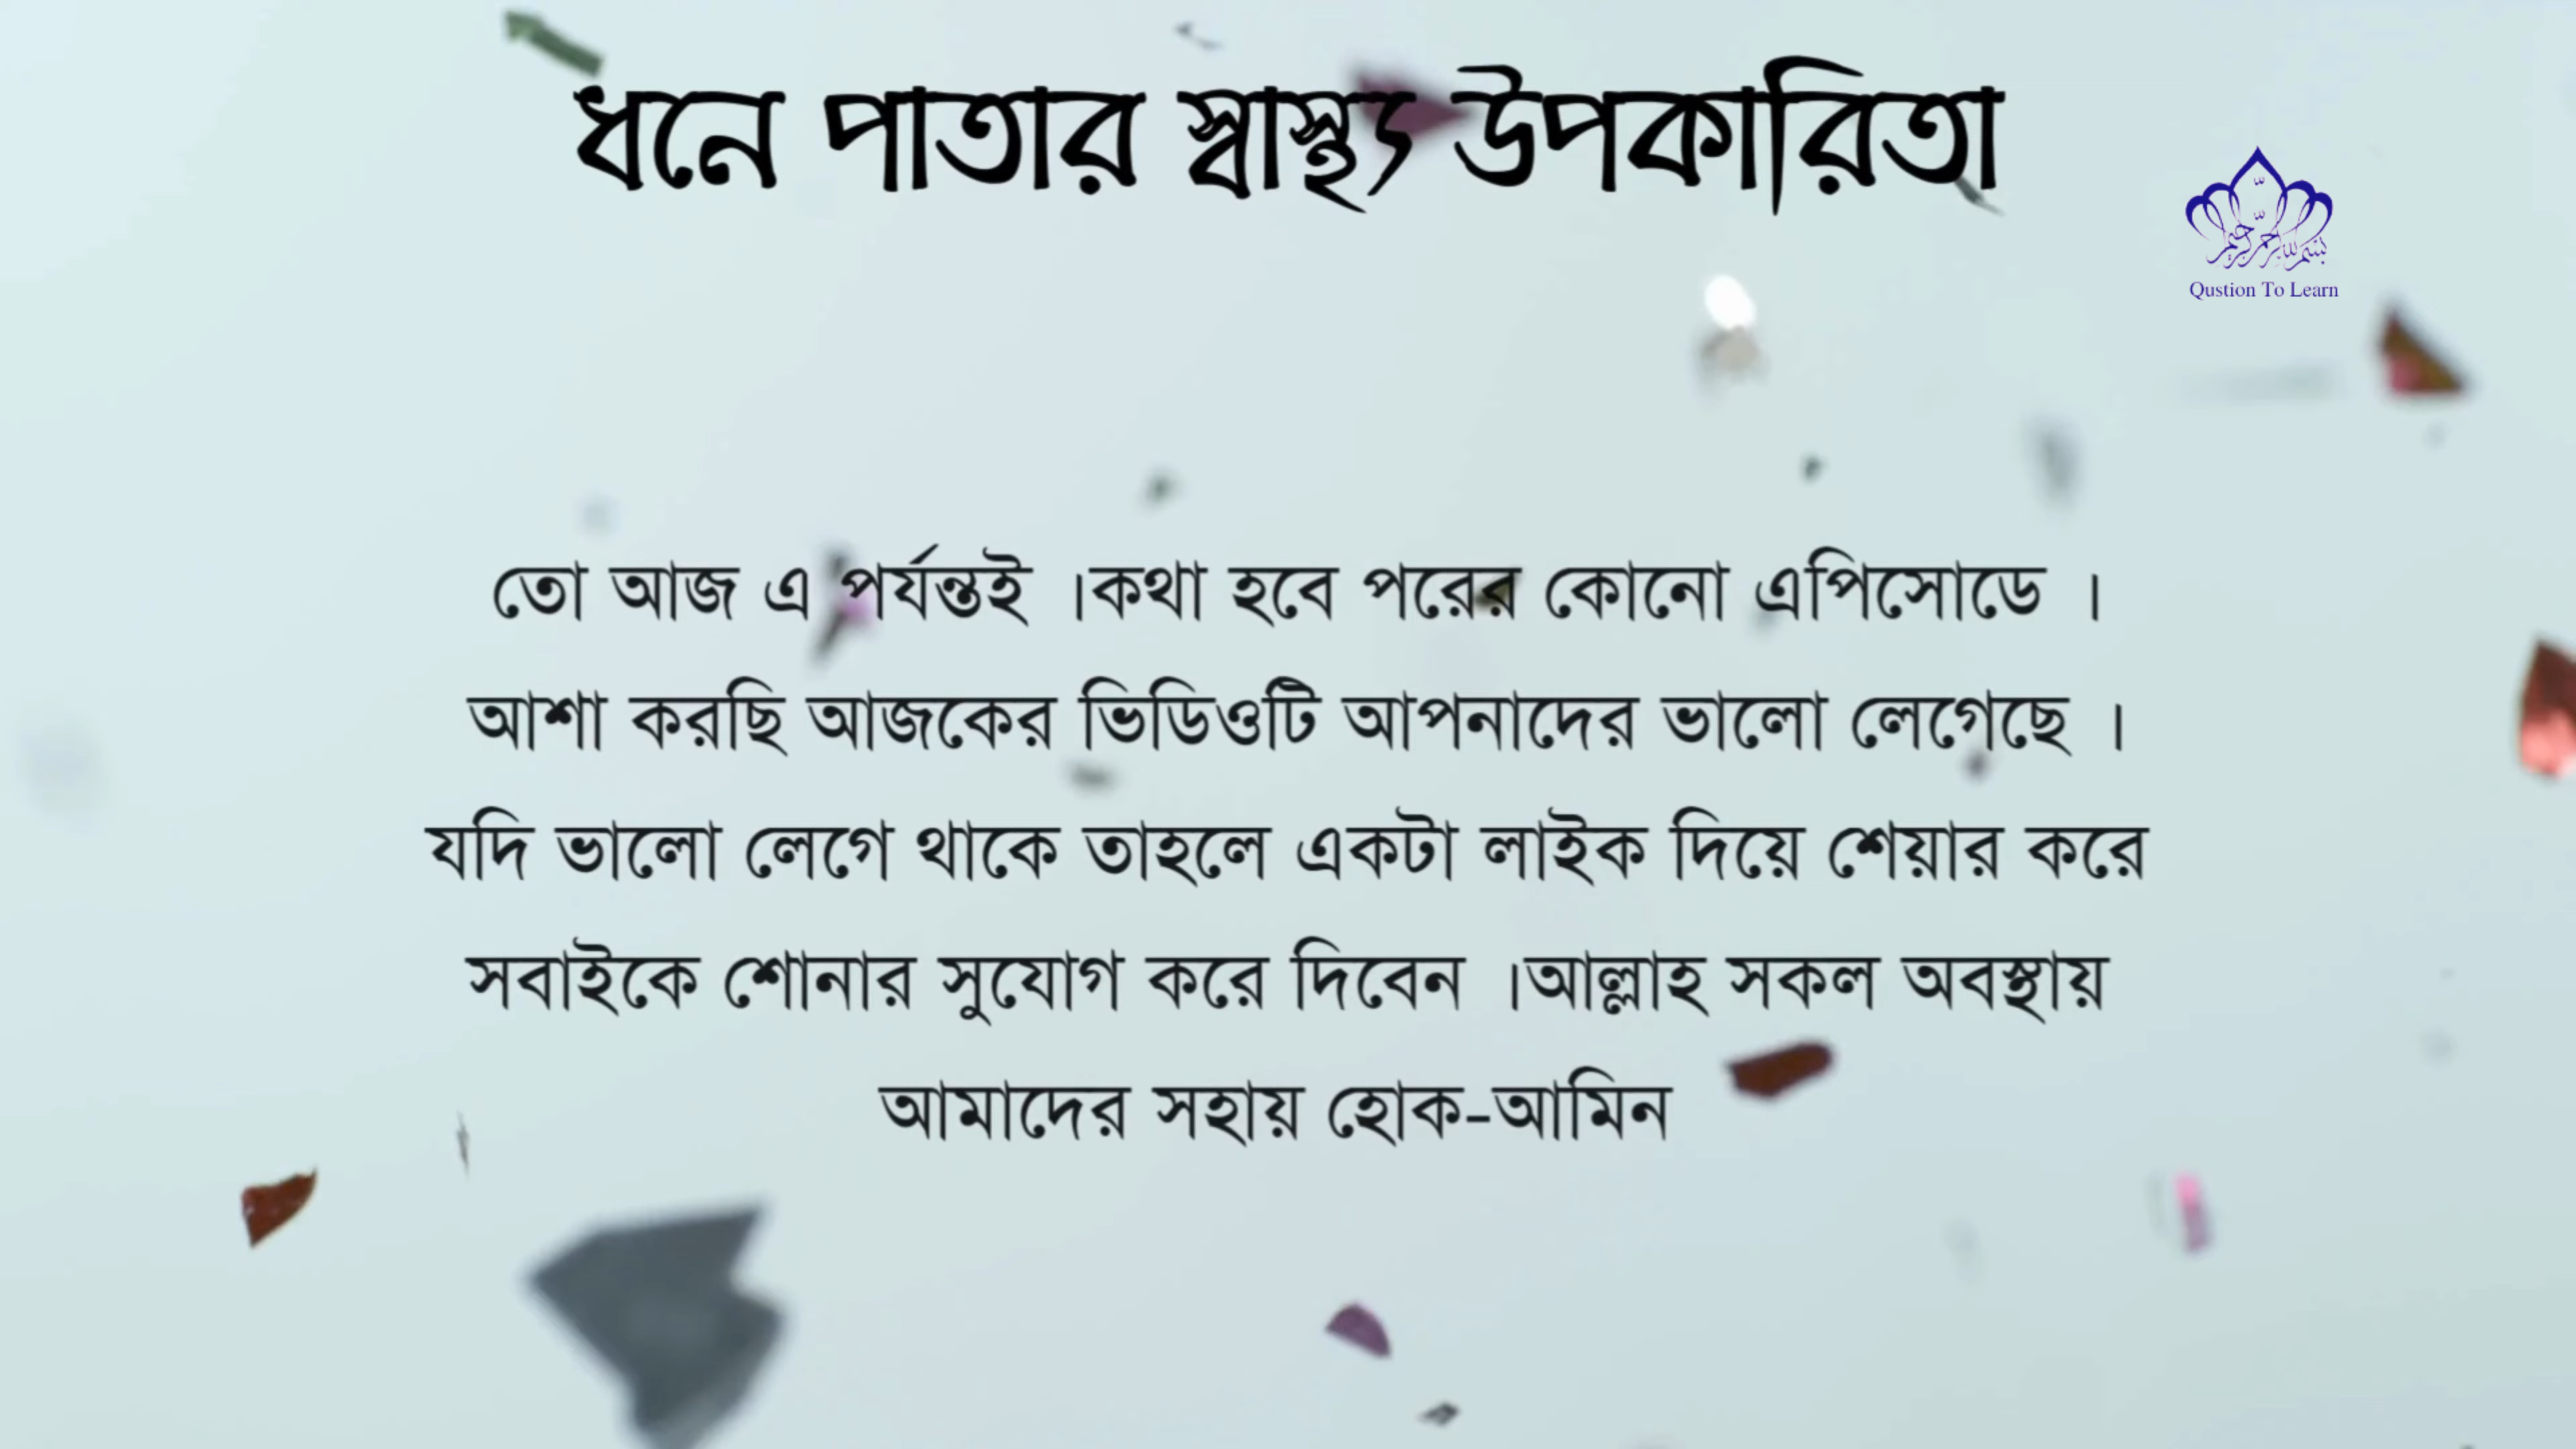 ধনে পাতার স্বাস্থ্য উপকারিতা
Qustion To Learn
তো আজ এ পর্যন্তই ।কথা হবে পরের কোনো এপিসোডে ।
আশা করছি আজকের ভিডিওটি আপনাদের ভালো লেগেছে ।
যদি ভালো লেগে থাকে তাহলে একটা লাইক দিয়ে শেয়ার করে
সবাইকে শোনার সুযোগ করে দিবেন ।আল্লাহ সকল অবস্থায়
আমাদের সহায় হোক-আমিন